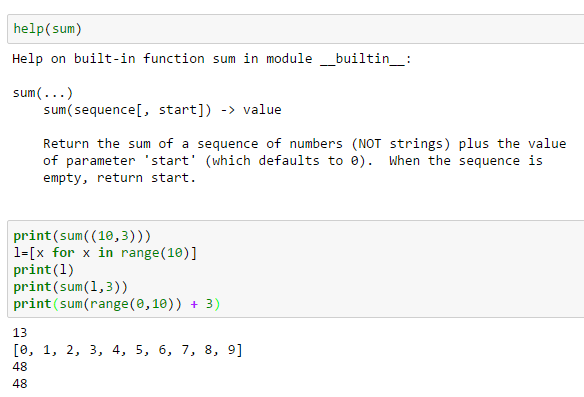 help(sum)
Help on built-in function sum in module __builtin__:
sum(...)
    sum(sequence[, start]) -> value
    Return the sum of a sequence of numbers (NOT strings) plus the value
    of parameter 'start' (which defaults to 0).  When the sequence is
    empty, return start.
print(sum((10,3)))
l=[x for x in range(10)]
print(l)
print(sum(l,3))
print(sum(range(0,10)) + 3)
13
[0, 1, 2, 3, 4, 5, 6, 7, 8, 9]
48
48